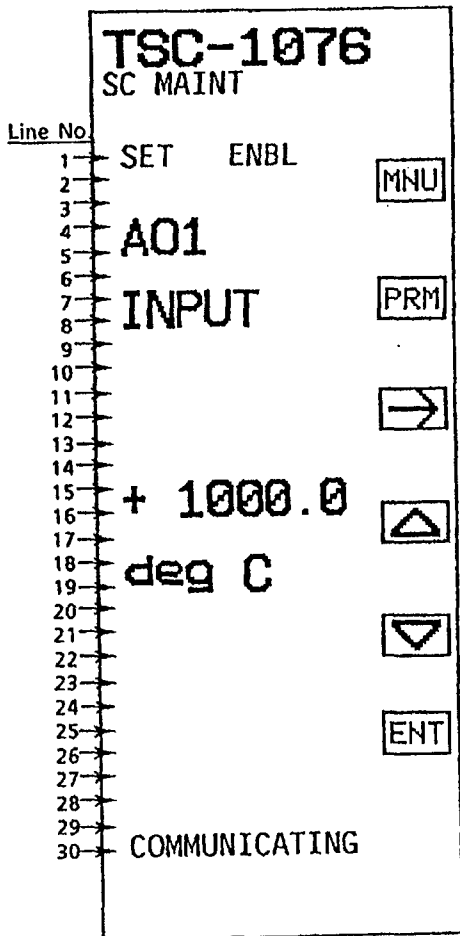 TSC-1076
SC MAINT
Line No.
1 SET ENBL
2 MNU
3
4
5 AO1
6
7 PRM
8 INPUT
9
10
11
12 →
13
14
15
16 + 1000.0
17
18
19 deg C
20
21
22
23
24
25 ENT
26
27
28
29
30 COMMUNICATING